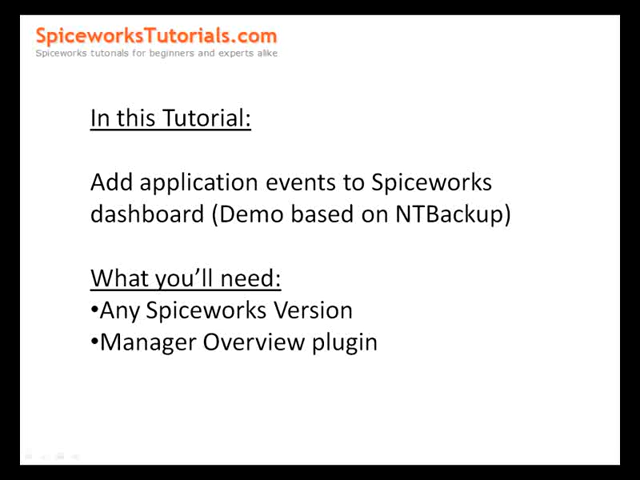 SpiceworksTutorials.com
Spiceworks tutorials for beginners and experts alike
In this Tutorial:
Add application events to Spiceworks
dashboard (Demo based on NTBackup)
What you'll need:
•Any Spiceworks Version
•Manager Overview plugin